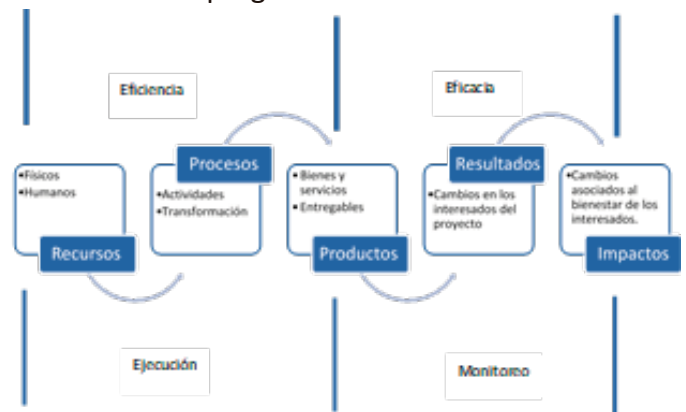 Eficiencia
Eficacia
•Físicos
•Humanos
Recursos
Procesos
•Actividades
•Transformación
• Bienes y
servicios
• Entregables
Productos
Resultados
•Cambios en los
interesados del
proyecto
•Cambios
asociados al
bienestar de los
interesados.
Impactos
Ejecución
Monitoreo